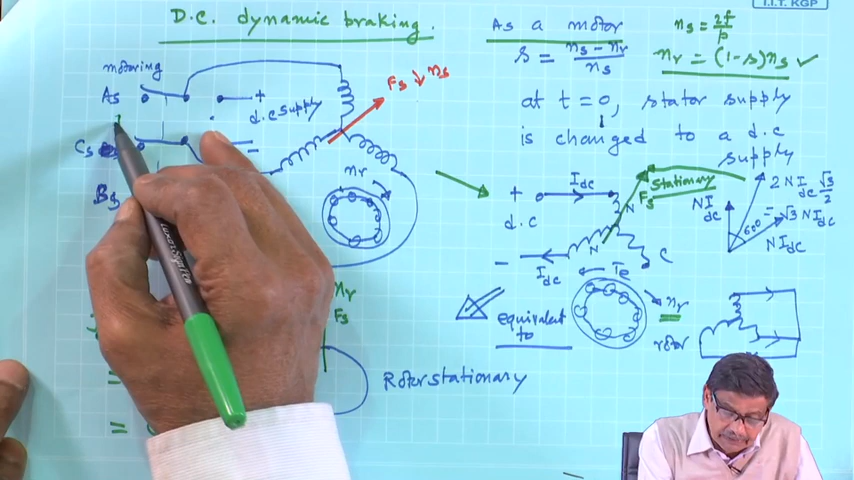 D.C. dynamic braking.
I.I.T. KGP
motoring
As
+
d.c supply
-
Cs
Bs
Fs ↓ ns
nr
nr
Fs
=
=
Rotor stationary
As a motor
s = (ns - nr)/ns
ns = 2f/p
nr = (1-s)ns ✓
at t = 0, stator supply
is changed to a d.c
supply
+
Idc
d.c
-
Idc
N
N
Fs
Stationary
C
Te
nr
equivalent
to
rotor
NIdc
60°
2 NIdc √3/2
= √3 NIdc
NIdc